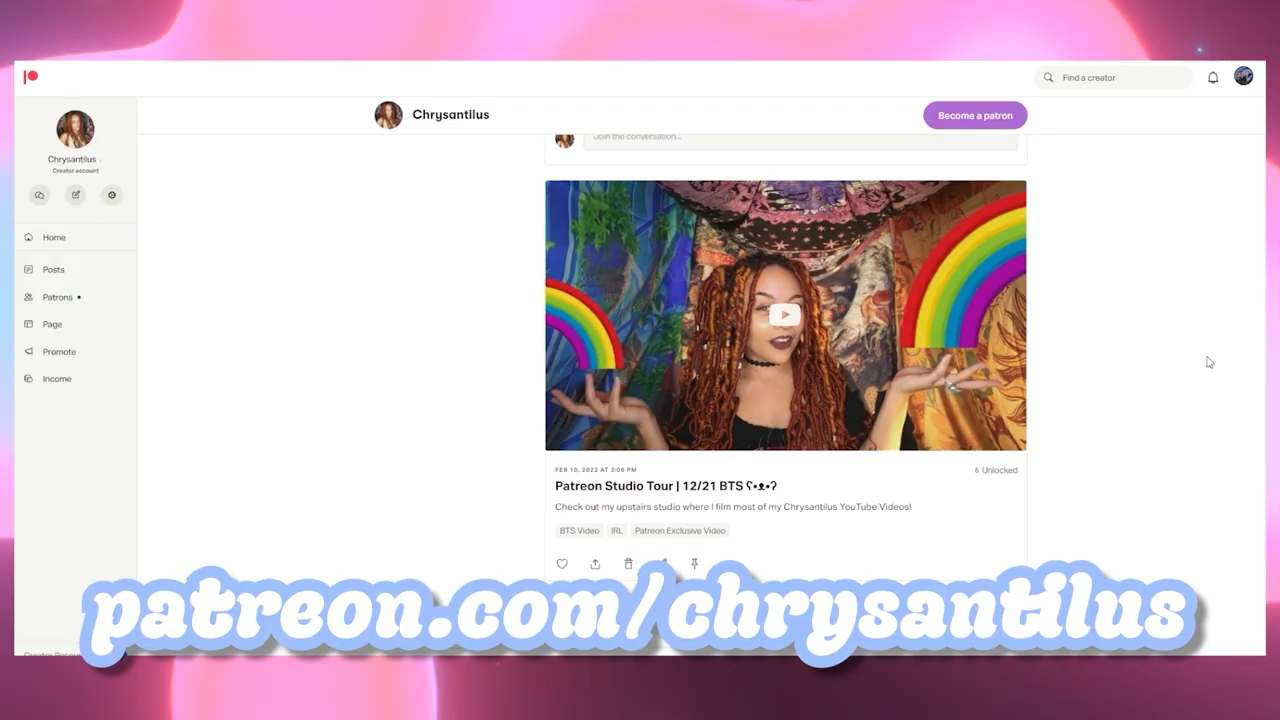 Find a creator
Chrysantilus
Become a patron
Join the conversation...
Chrysantilus
Creator account
Home
Posts
Patrons
Page
Promote
Income
FEB 10, 2022 AT 3:06 PM
6 Unlocked
Patreon Studio Tour | 12/21 BTS ʕ•ᴥ•ʔ
Check out my upstairs studio where I film most of my Chrysantilus YouTube Videos!
BTS Video IRL Patreon Exclusive Video
patreon.com/chrysantilus